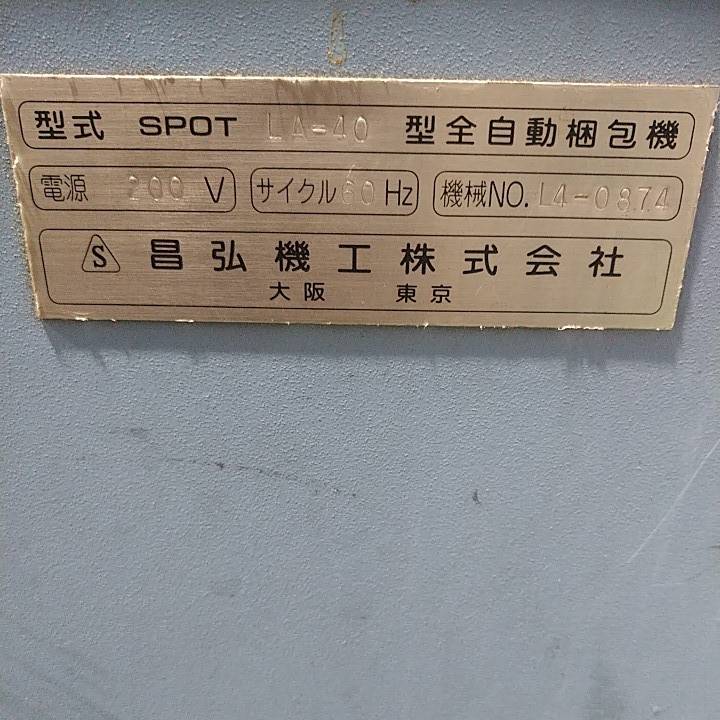 型式 SPOT LA-40 型全自動梱包機
電源 200 V サイクル 60 Hz 機械NO. L4-0874
S 昌弘機工株式会社
大阪 東京